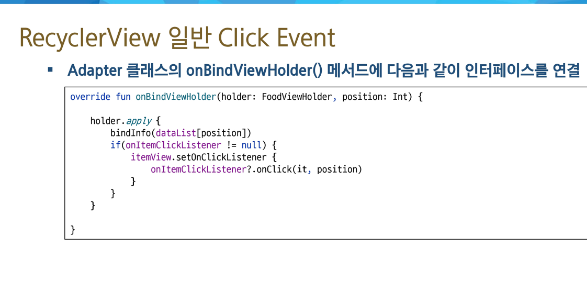 RecyclerView 일반 Click Event
▪ Adapter 클래스의 onBindViewHolder() 메서드에 다음과 같이 인터페이스를 연결
override fun onBindViewHolder(holder: FoodViewHolder, position: Int) {
holder.apply {
bindInfo(dataList[position])
if(onItemClickListener != null) {
itemView.setOnClickListener {
onItemClickListener?.onClick(it, position)
}
}
}
}